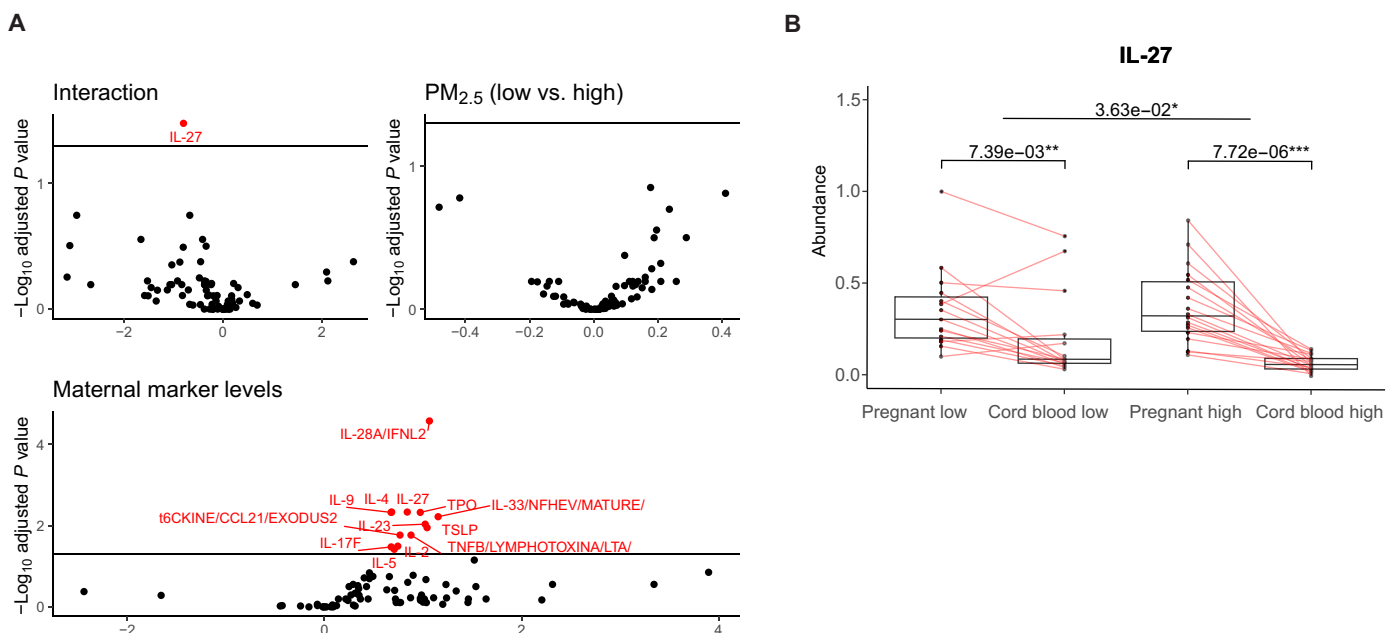 A
Interaction
−Log10 adjusted P value
1
0
IL-27
−2
0
2
PM2.5 (low vs. high)
−Log10 adjusted P value
1
0
−0.4
−0.2
0.0
0.2
0.4
Maternal marker levels
−Log10 adjusted P value
4
2
0
IL-28A/IFNL2
IL-9
IL-4
IL-27
TPO
IL-33/NFHEV/MATURE/
t6CKINE/CCL21/EXODUS2
IL-23
TSLP
IL-17F
IL-2
TNFB/LYMPHOTOXINA/LTA/
IL-5
−2
0
2
4
B
IL-27
Abundance
1.5
1.0
0.5
0.0
3.63e−02*
7.39e−03**
7.72e−06***
Pregnant low
Cord blood low
Pregnant high
Cord blood high